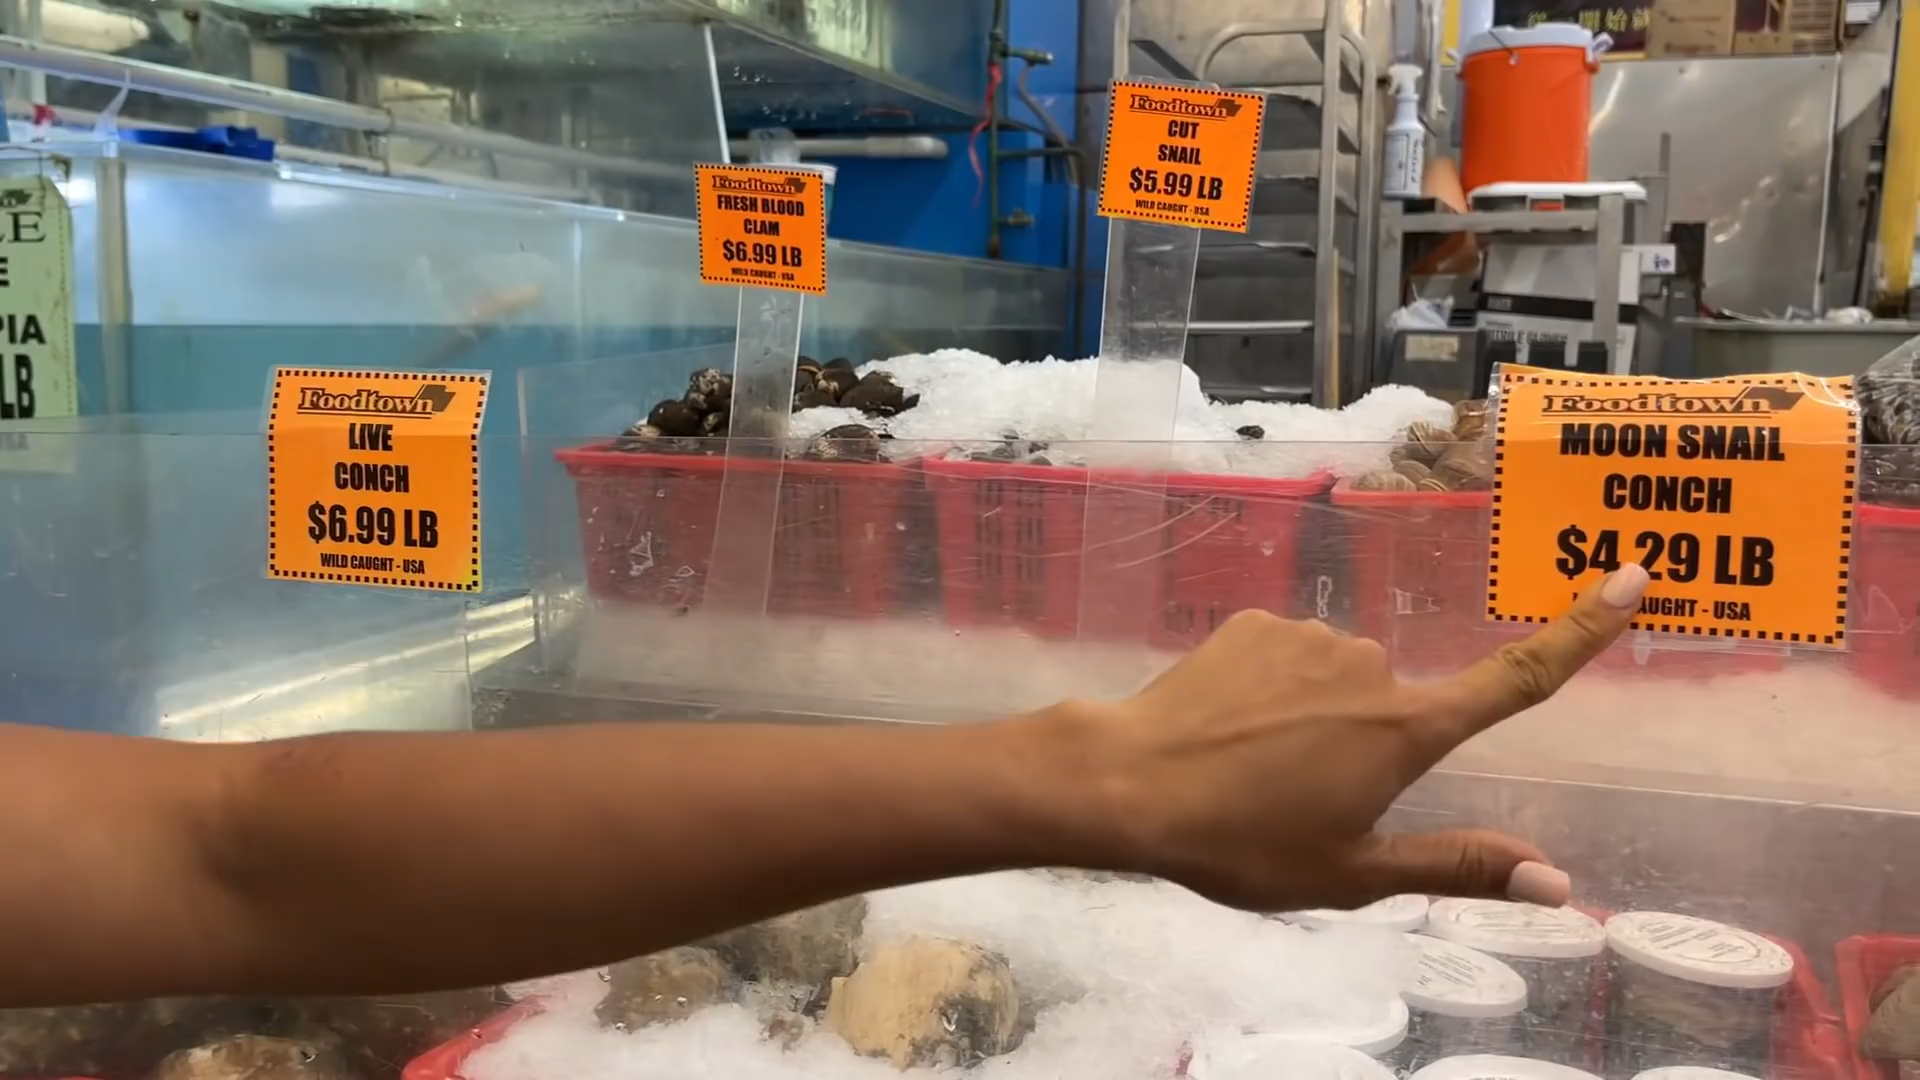 Foodtown
CUT
SNAIL
$5.99 LB
WILD CAUGHT - USA
Foodtown
FRESH BLOOD
CLAM
$6.99 LB
WILD CAUGHT - USA
Foodtown
LIVE
CONCH
$6.99 LB
WILD CAUGHT - USA
Foodtown
MOON SNAIL
CONCH
$4.29 LB
AUGHT - USA
E
E
PIA
LB